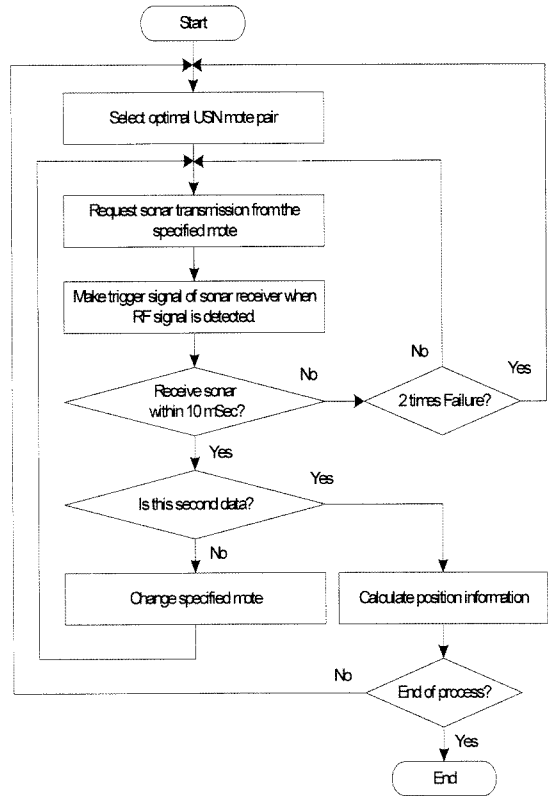 Start
Select optimal USN mote pair
Request sonar transmission from the
specified mote
Make trigger signal of sonar receiver when
RF signal is detected.
No
No
Yes
Receive sonar
within 10 mSec?
2 times Failure?
Yes
Yes
Is this second data?
No
Change specified mote
Calculate position information
No
End of process?
Yes
End